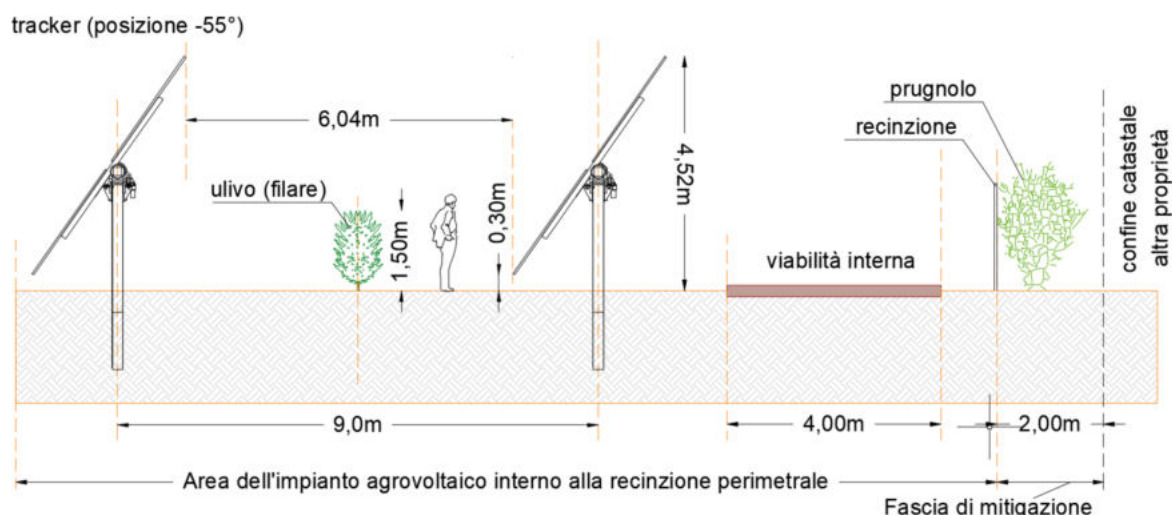 tracker (posizione -55°)
6,04m
ulivo (filare)
1,50m
0,30m
4,52m
prugnolo
recinzione
viabilità interna
confine catastale
altra proprietà
9,0m
4,00m
2,00m
Area dell'impianto agrovoltaico interno alla recinzione perimetrale
Fascia di mitigazione